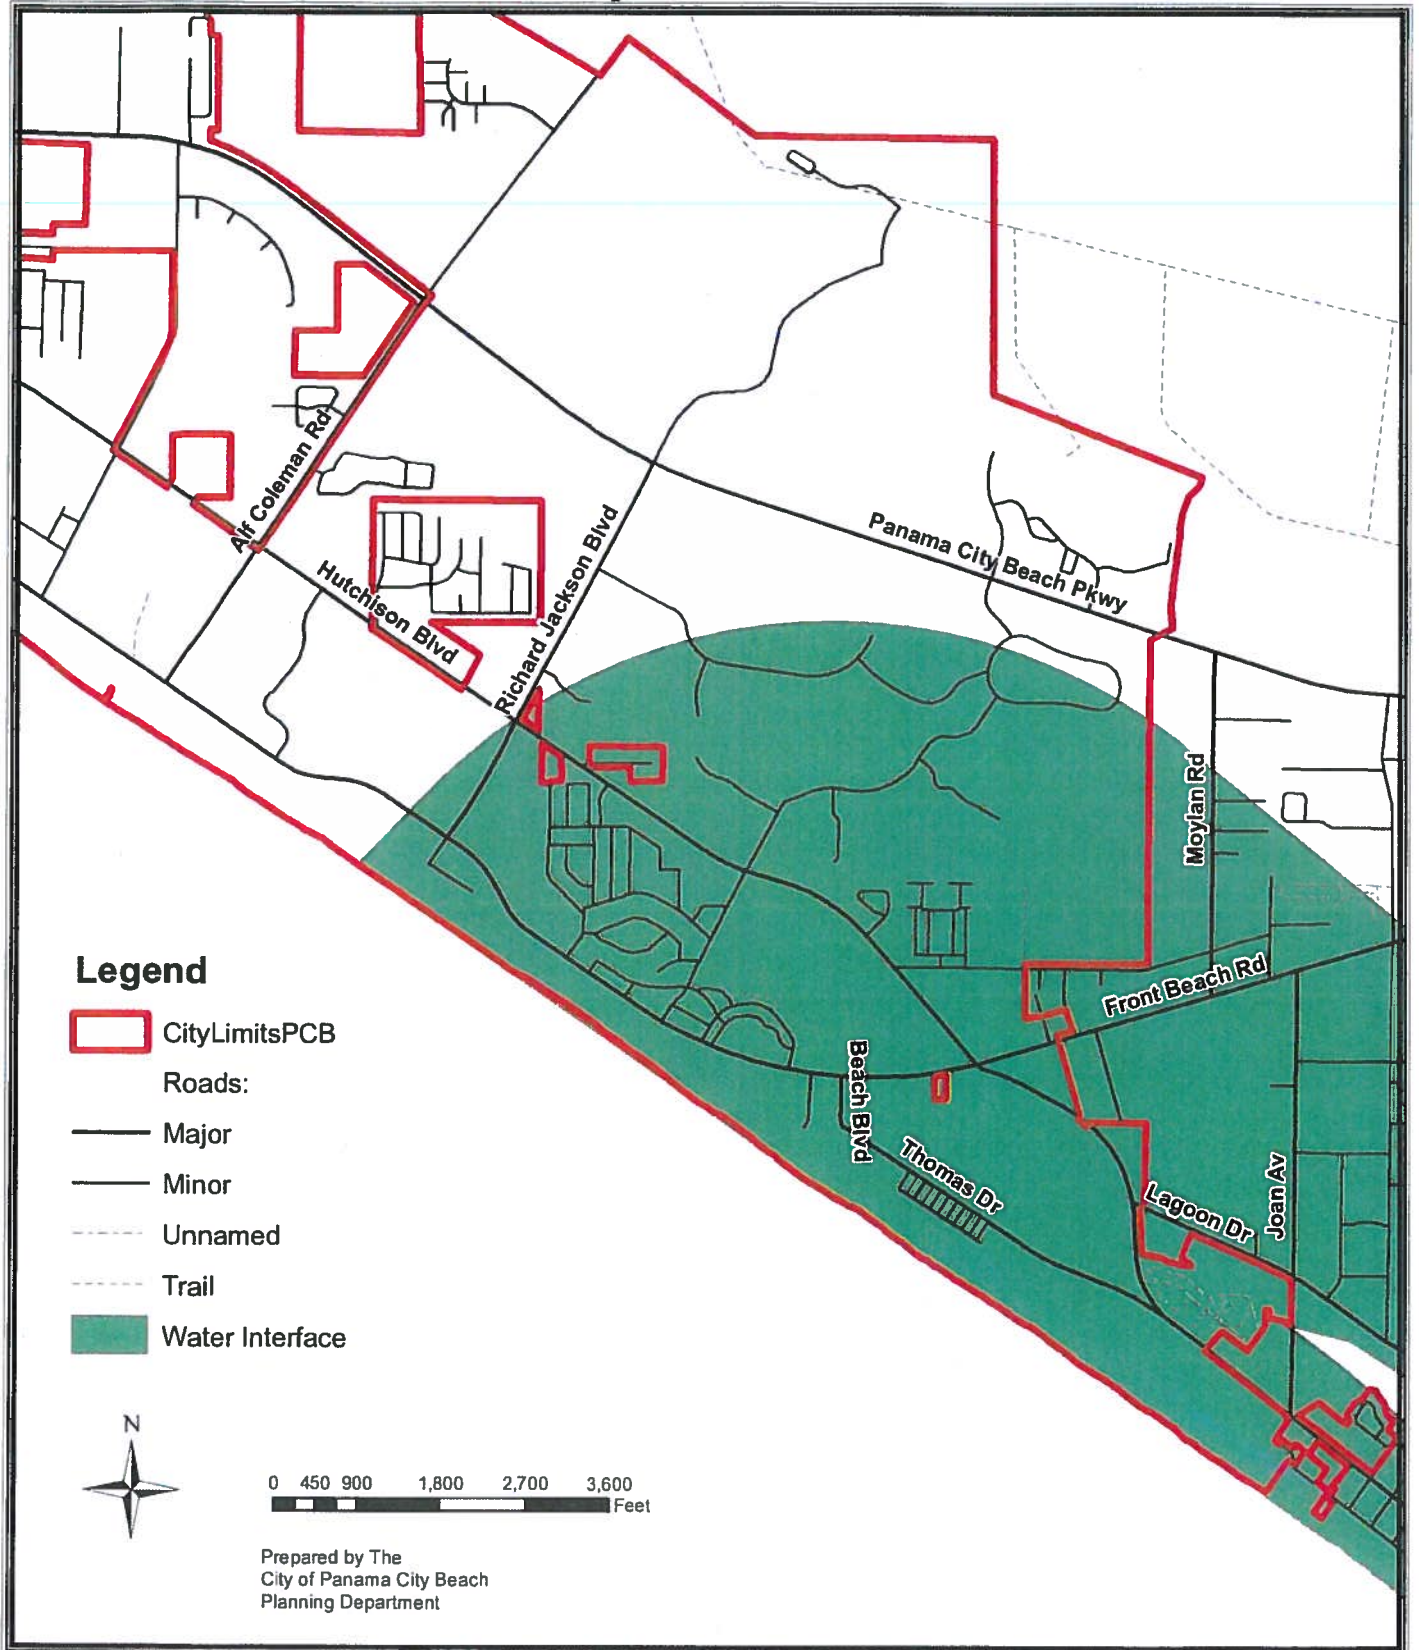 Alf Coleman Rd
Hutchison Blvd
Richard Jackson Blvd
Panama City Beach Pkwy
Moylan Rd
Front Beach Rd
Beach Blvd
Thomas Dr
Lagoon Dr
Joan Av
Legend
CityLimitsPCB
Roads:
Major
Minor
Unnamed
Trail
Water Interface
N
0 450 900 1,800 2,700 3,600
Feet
Prepared by The
City of Panama City Beach
Planning Department